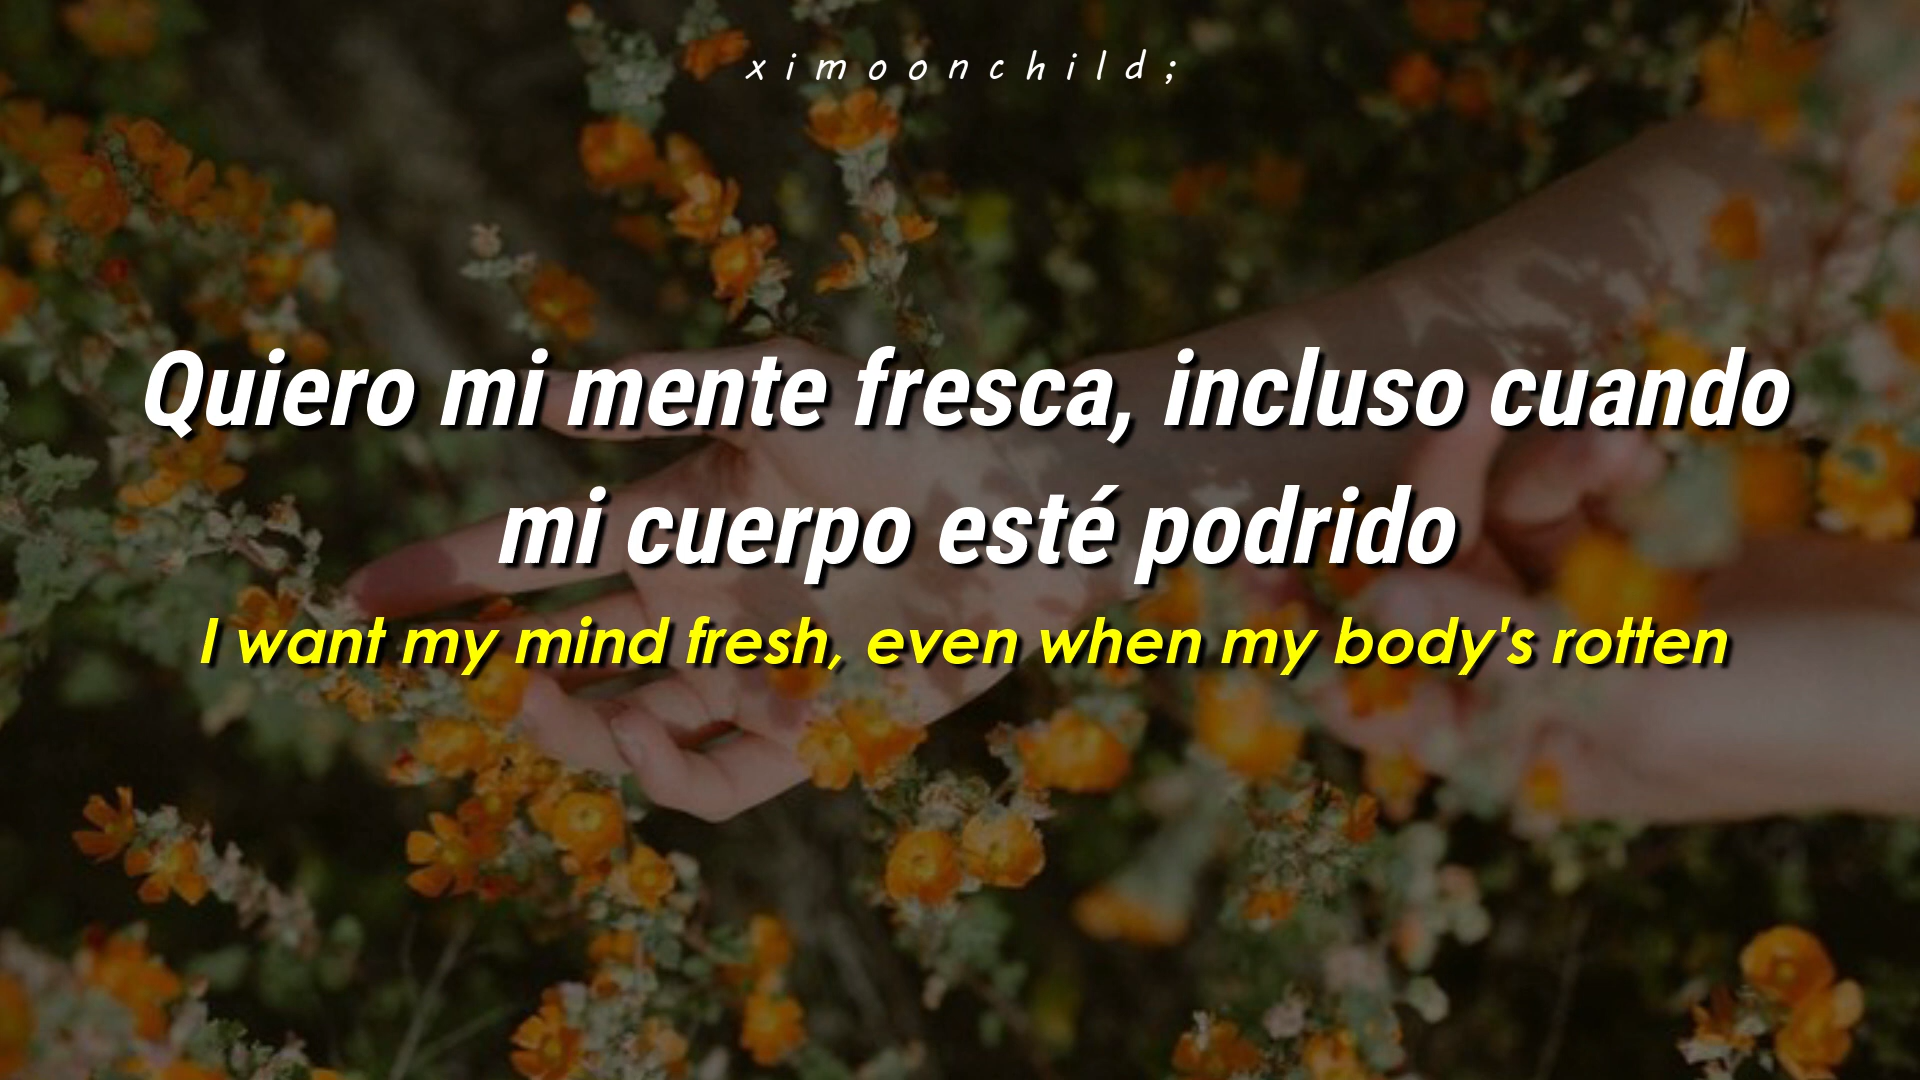 ximoonchild;
Quiero mi mente fresca, incluso cuando
mi cuerpo esté podrido
I want my mind fresh, even when my body's rotten